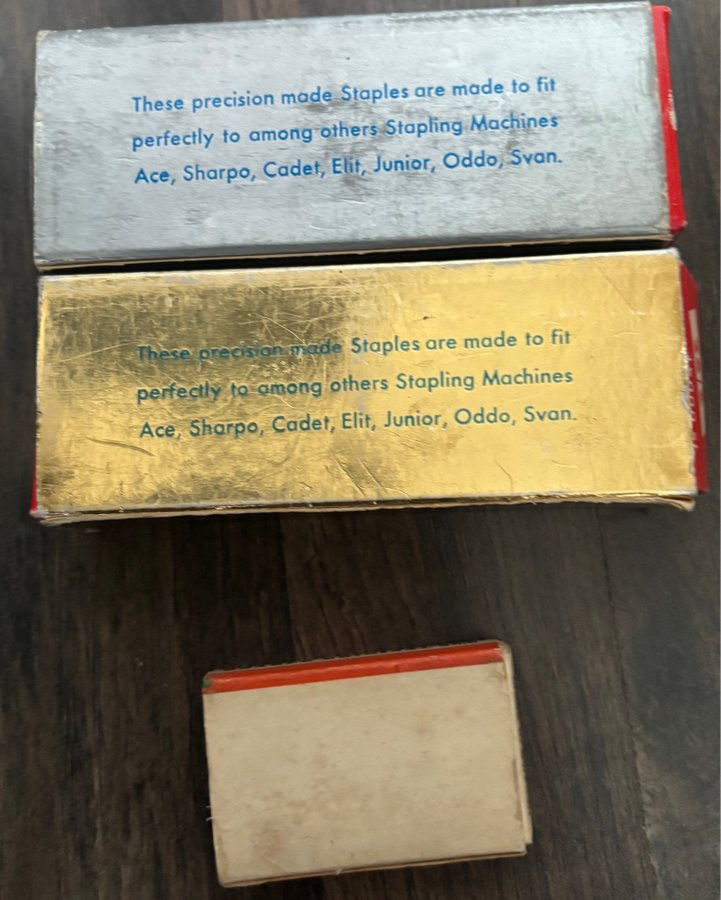 These precision made Staples are made to fit
perfectly to among others Stapling Machines
Ace, Sharpo, Cadet, Elit, Junior, Oddo, Svan.
These precision made Staples are made to fit
perfectly to among others Stapling Machines
Ace, Sharpo, Cadet, Elit, Junior, Oddo, Svan.